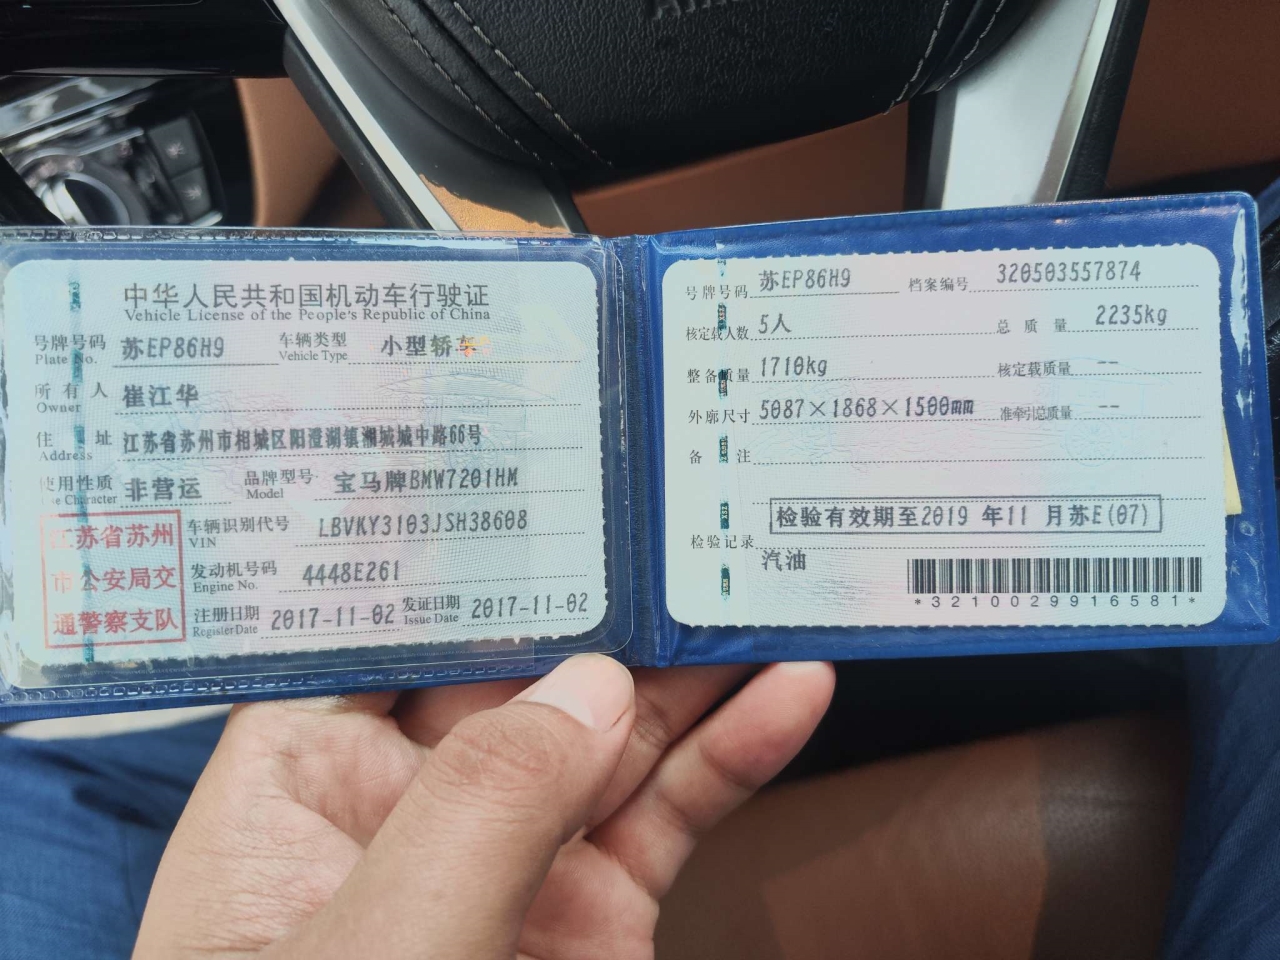 中华人民共和国机动车行驶证
Vehicle License of the People's Republic of China
号牌号码 苏EP86H9 车辆类型 小型轿车
Plate No. Vehicle Type
所有人 崔江华
Owner
住址 江苏省苏州市相城区阳澄湖镇湘城城中路66号
Address
使用性质 非营运 品牌型号 宝马牌BMW7201HM
Character Model
江苏省苏州
市公安局交
通警察支队
车辆识别代号 LBVKY3103JSH38608
VIN
发动机号码 4448E261
Engine No.
注册日期 2017-11-02 发证日期 2017-11-02
Register Date Issue Date
号牌号码 苏EP86H9 档案编号 320503557874
核定载人数 5人 总质量 2235kg
整备质量 1710kg 核定载质量 --
外廓尺寸 5087×1868×1500mm 准牵引总质量 --
备注
检验有效期至2019 年11 月苏E(07)
检验记录
汽油
*3210029916581*